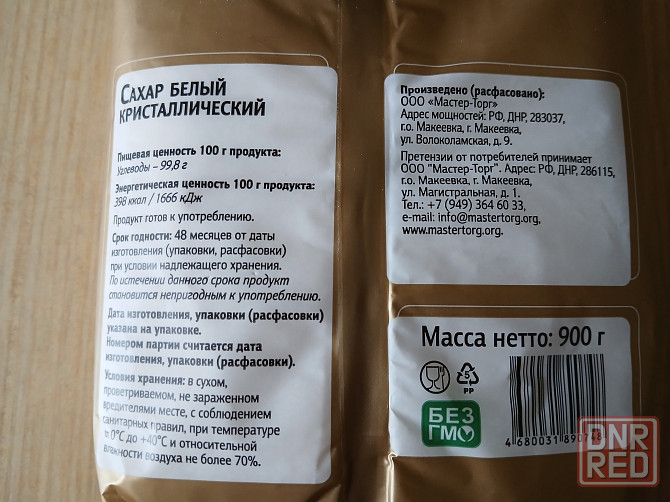 САХАР БЕЛЫЙ
КРИСТАЛЛИЧЕСКИЙ
Пищевая ценность 100 г продукта:
Углеводы – 99,8 г
Энергетическая ценность 100 г продукта:
398 ккал / 1666 кДж
Продукт готов к употреблению.
Срок годности: 48 месяцев от даты
изготовления (упаковки, расфасовки)
при условии надлежащего хранения.
По истечении данного срока продукт
становится непригодным к употреблению.
Дата изготовления, упаковки (расфасовки)
указана на упаковке.
Номером партии считается дата
изготовления, упаковки (расфасовки).
Условия хранения: в сухом,
проветриваемом, не зараженном
вредителями месте, с соблюдением
санитарных правил, при температуре
от 0°C до +40°C и относительной
влажности воздуха не более 70%.
Произведено (расфасовано):
ООО «Мастер-Торг»
Адрес мощностей: РФ, ДНР, 283037,
г.о. Макеевка, г. Макеевка,
ул. Волоколамская, д. 9.
Претензии от потребителей принимает
ООО "Мастер-Торг". Адрес: РФ, ДНР, 286115,
г.о. Макеевка, г. Макеевка,
ул. Магистральная, д. 1.
Тел.: +7 (949) 364 60 33,
e-mail: info@mastertorg.org,
www.mastertorg.org.
Масса нетто: 900 г
5
PP
БЕЗ
ГМО
4 680031 890748
DNR
RED